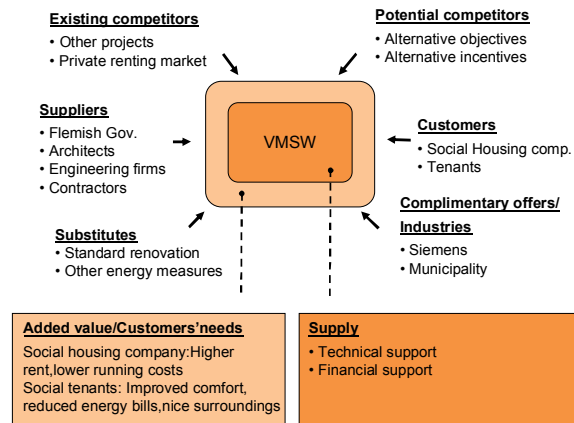 Existing competitors
• Other projects
• Private renting market
Potential competitors
• Alternative objectives
• Alternative incentives
Suppliers
• Flemish Gov.
• Architects
• Engineering firms
• Contractors
VMSW
Customers
• Social Housing comp.
• Tenants
Substitutes
• Standard renovation
• Other energy measures
Complimentary offers/
Industries
• Siemens
• Municipality
Added value/Customers'needs
Social housing company:Higher
rent,lower running costs
Social tenants: Improved comfort,
reduced energy bills,nice surroundings
Supply
• Technical support
• Financial support